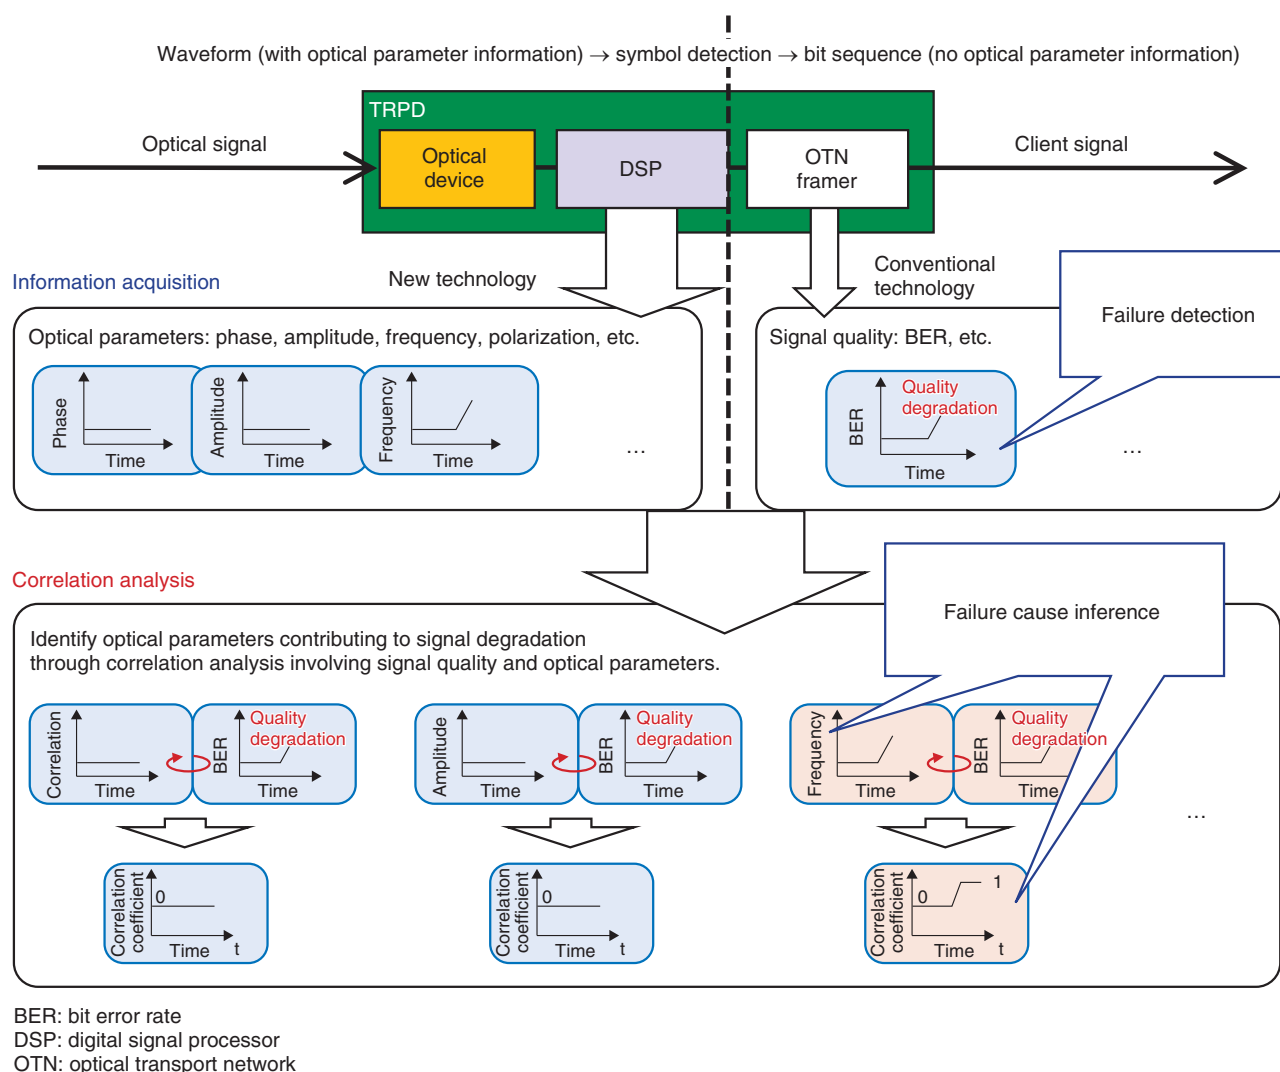 Waveform (with optical parameter information) → symbol detection → bit sequence (no optical parameter information)
TRPD
Optical signal
Optical
device
DSP
OTN
framer
Client signal
Information acquisition
New technology
Conventional
technology
Failure detection
Optical parameters: phase, amplitude, frequency, polarization, etc.
Phase
Time
Amplitude
Time
Frequency
Time
...
Signal quality: BER, etc.
BER
Quality
degradation
Time
...
Correlation analysis
Failure cause inference
Identify optical parameters contributing to signal degradation
through correlation analysis involving signal quality and optical parameters.
Correlation
Time
BER
Quality
degradation
Time
Amplitude
Time
BER
Quality
degradation
Time
Frequency
Time
BER
Quality
degradation
Time
...
Correlation
coefficient
0
Time
t
Correlation
coefficient
0
Time
t
Correlation
coefficient
0
1
Time
t
BER: bit error rate
DSP: digital signal processor
OTN: optical transport network